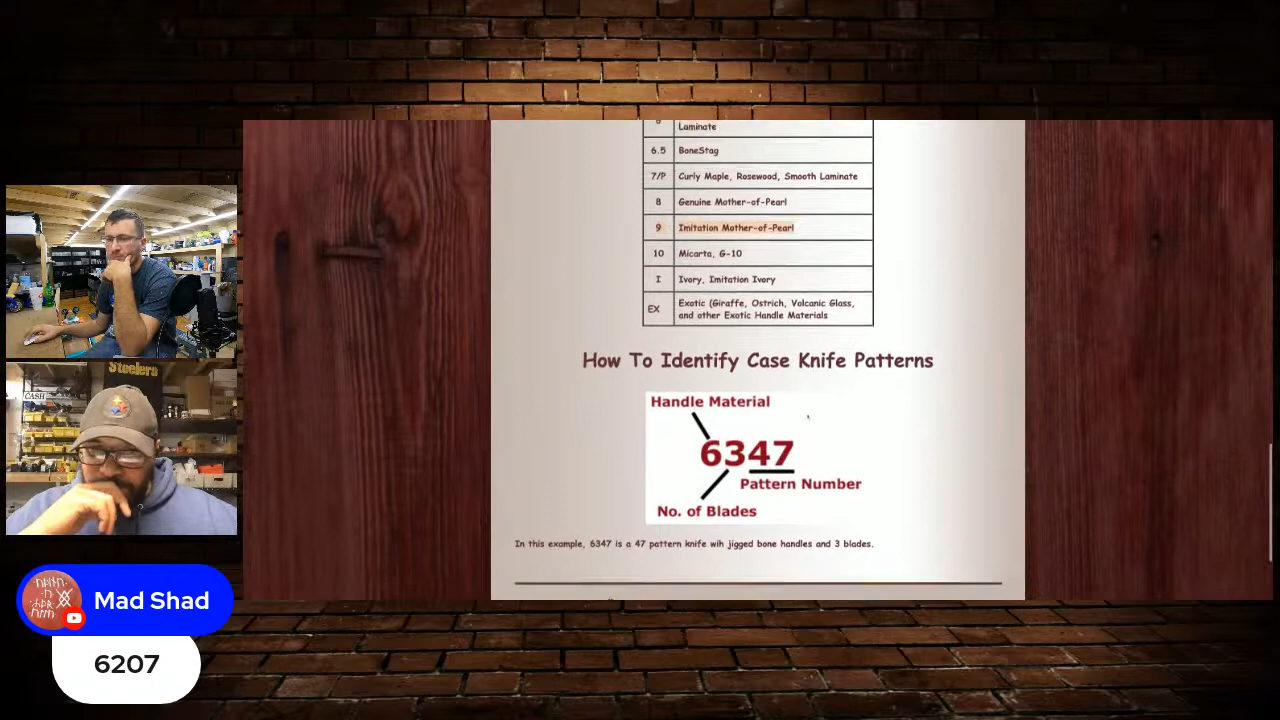 Laminate
6.5 BoneStag
7/P Curly Maple, Rosewood, Smooth Laminate
8 Genuine Mother-of-Pearl
9 Imitation Mother-of-Pearl
10 Micarta, G-10
I Ivory, Imitation Ivory
EX Exotic (Giraffe, Ostrich, Volcanic Glass,
and other Exotic Handle Materials
How To Identify Case Knife Patterns
Handle Material
6347
Pattern Number
No. of Blades
In this example, 6347 is a 47 pattern knife wih jigged bone handles and 3 blades.
Steelers
CASH
Mad Shad
6207